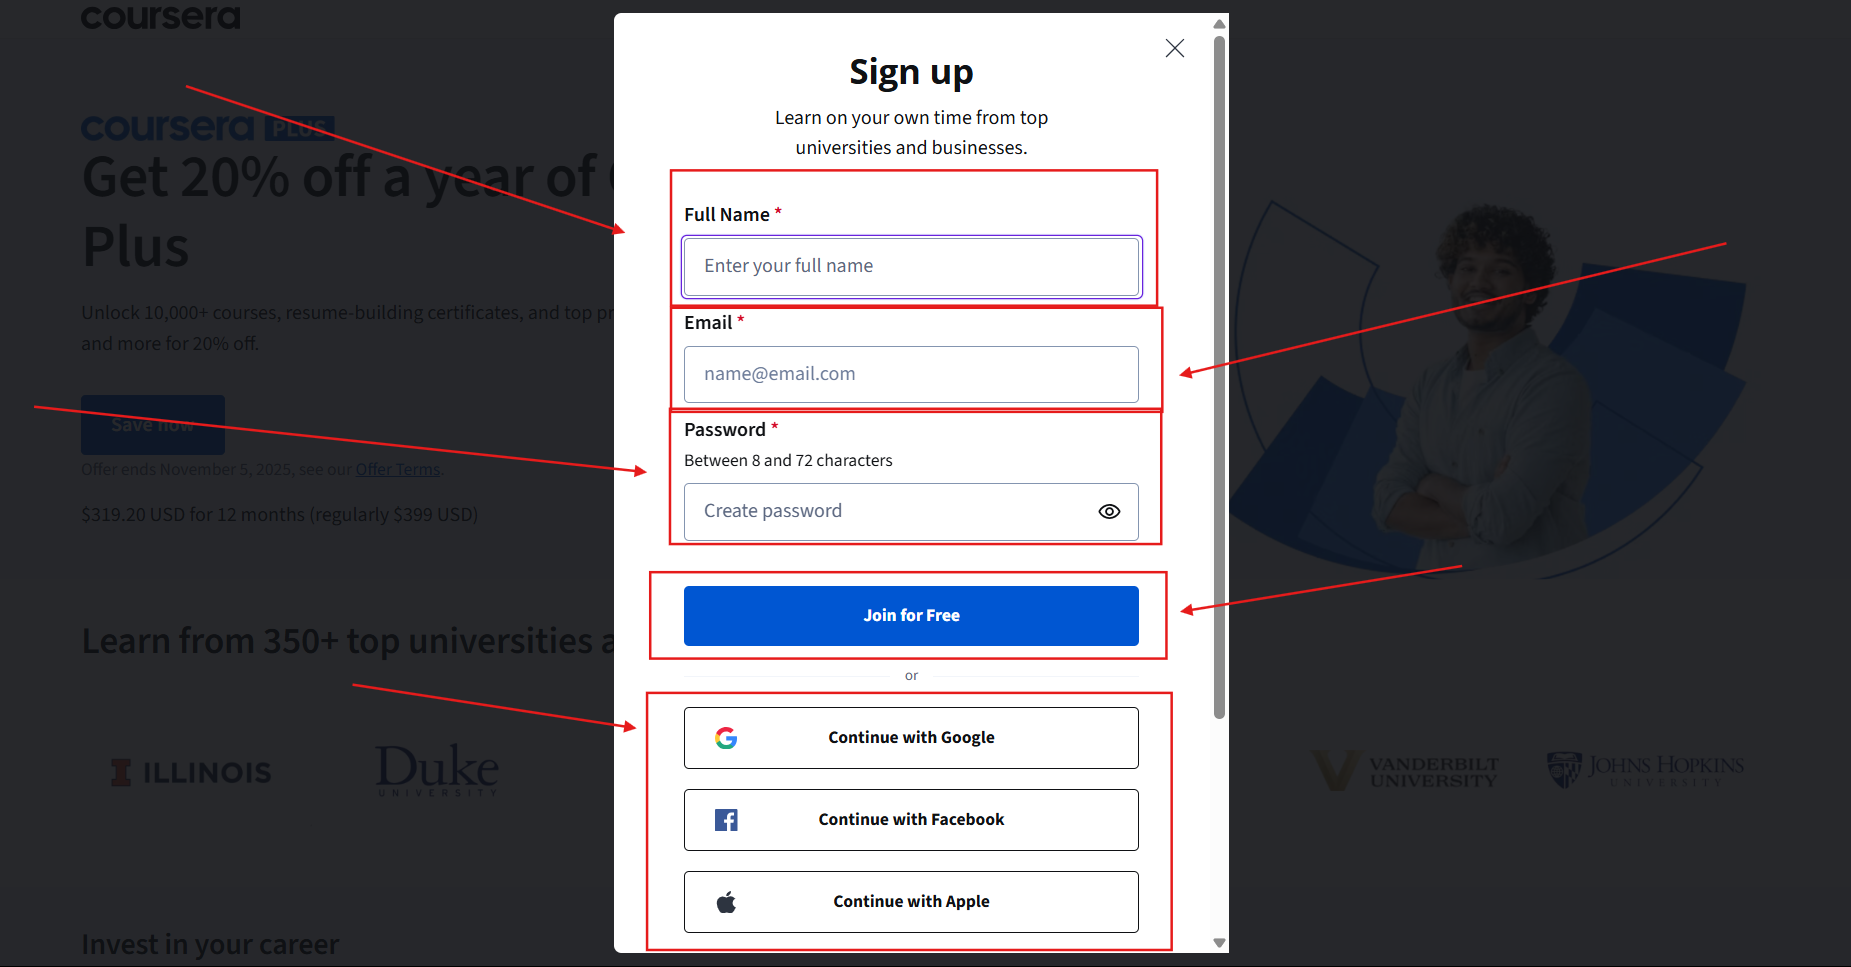 coursera
coursera PLUS
Get 20% off a year of
Plus
Unlock 10,000+ courses, resume-building certificates, and top
and more for 20% off.
Save now
Offer ends November 5, 2025, see our Offer Terms.
$319.20 USD for 12 months (regularly $399 USD)
Learn from 350+ top universities
ILLINOIS
Duke
UNIVERSITY
VANDERBILT
UNIVERSITY
JOHNS HOPKINS
UNIVERSITY
Invest in your career
Sign up
Learn on your own time from top
universities and businesses.
Full Name *
Enter your full name
Email *
name@email.com
Password *
Between 8 and 72 characters
Create password
Join for Free
or
Continue with Google
Continue with Facebook
Continue with Apple